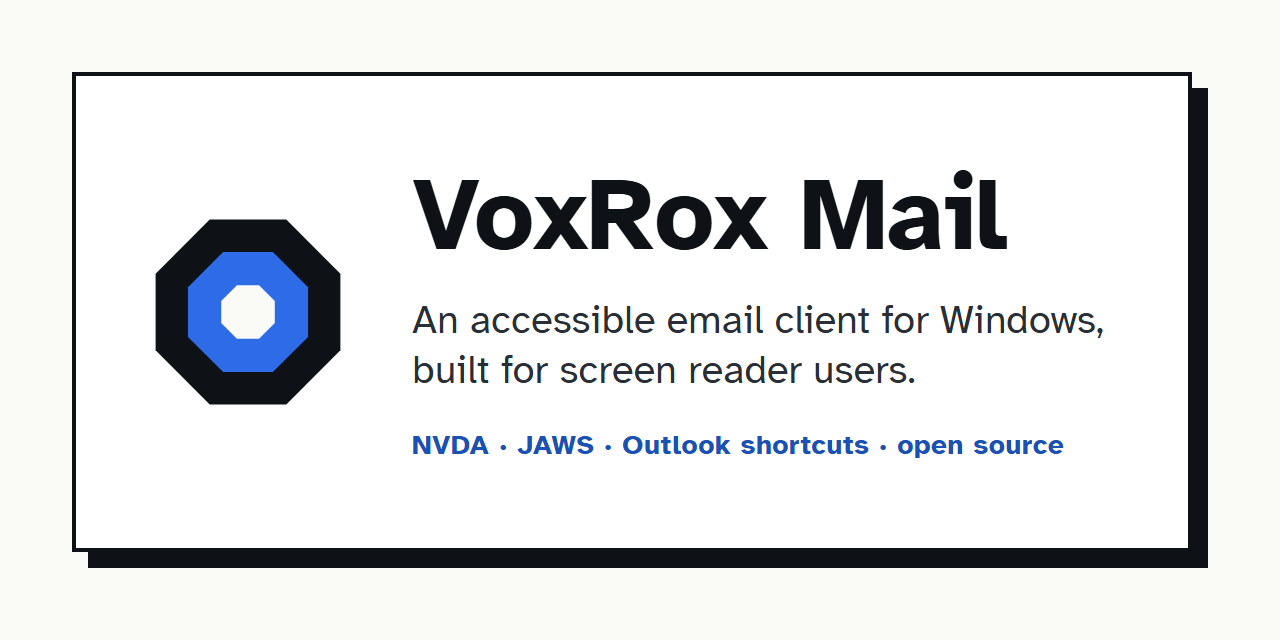 VoxRox Mail
An accessible email client for Windows,
built for screen reader users.
NVDA · JAWS · Outlook shortcuts · open source